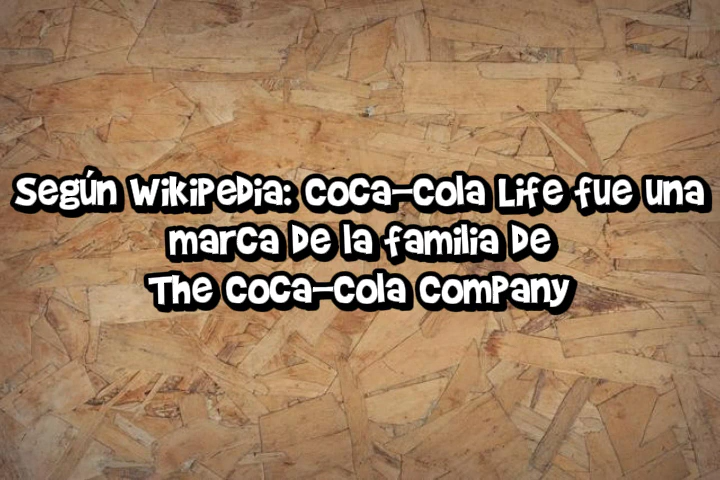 Según Wikipedia: Coca-Cola Life fue una
marca de la familia de
The Coca-Cola Company